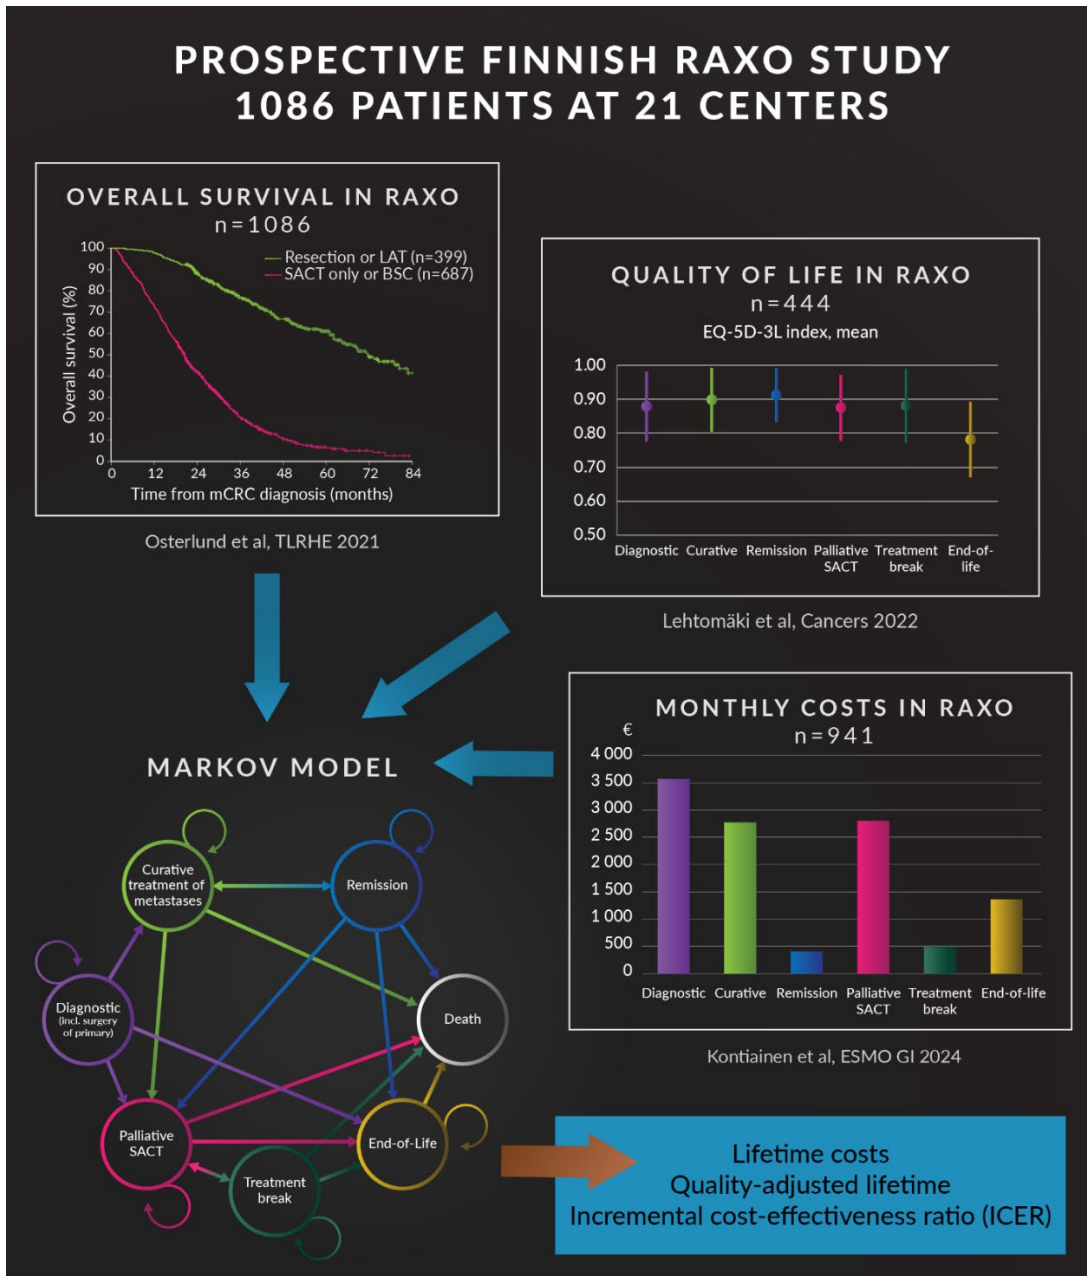 PROSPECTIVE FINNISH RAXO STUDY
1086 PATIENTS AT 21 CENTERS
OVERALL SURVIVAL IN RAXO
n=1086
Resection or LAT (n=399)
SACT only or BSC (n=687)
Overall survival (%)
100
90
80
70
60
50
40
30
20
10
0
0 12 24 36 48 60 72 84
Time from mCRC diagnosis (months)
Osterlund et al, TLRHE 2021
QUALITY OF LIFE IN RAXO
n=444
EQ-5D-3L index, mean
1.00
0.90
0.80
0.70
0.60
0.50
Diagnostic Curative Remission Palliative Treatment End-of-
SACT break life
Lehtomäki et al, Cancers 2022
MONTHLY COSTS IN RAXO
n=941
€
4 000
3 500
3 000
2 500
2 000
1 500
1 000
500
0
Diagnostic Curative Remission Palliative Treatment End-of-life
SACT break
Kontiainen et al, ESMO GI 2024
MARKOV MODEL
Curative
treatment of
metastases
Remission
Diagnostic
(incl. surgery
of primary)
Death
Palliative
SACT
End-of-Life
Treatment
break
Lifetime costs
Quality-adjusted lifetime
Incremental cost-effectiveness ratio (ICER)